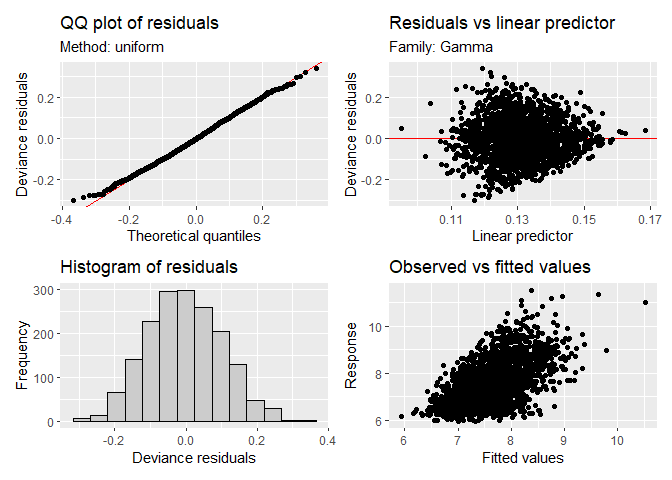 QQ plot of residuals
Method: uniform
Deviance residuals
0.2
0.0
-0.2
-0.4
-0.2
0.0
0.2
Theoretical quantiles
Residuals vs linear predictor
Family: Gamma
Deviance residuals
0.2
0.0
-0.2
0.11
0.13
0.15
0.17
Linear predictor
Histogram of residuals
Frequency
300
200
100
0
-0.2
0.0
0.2
0.4
Deviance residuals
Observed vs fitted values
Response
10
8
6
6
7
8
9
10
Fitted values